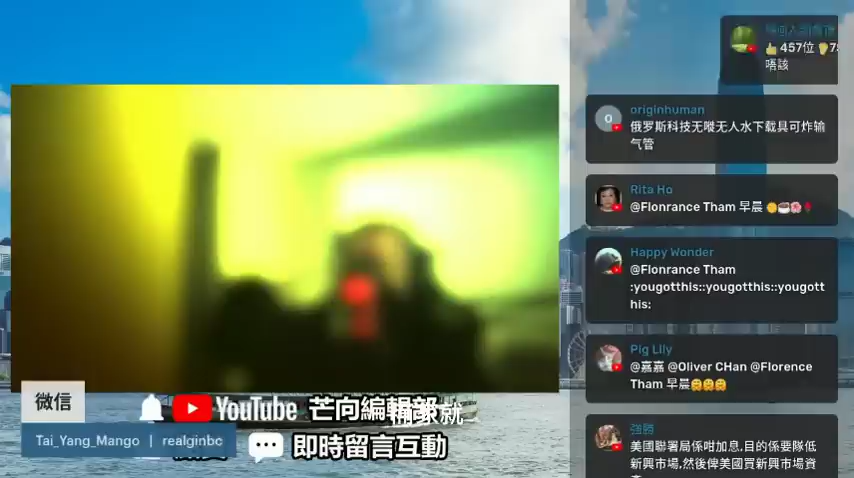 457位
唔該
originhuman
俄罗斯科技无嘥无人水下载具可炸输
气管
Rita Ho
@Flonrance Tham 早晨
Happy Wonder
@Flonrance Tham
:yougotthis::yougotthis::yougott
his:
Pig Lily
@嘉嘉 @Oliver CHan @Florence
Tham 早晨
強勢
美國聯署局係咁加息,目的係要隊低
新興市場,然後俾美國買新興市場資
微信
Tai_Yang_Mango | realginbc
YouTube 芒向編輯部
即時留言互動